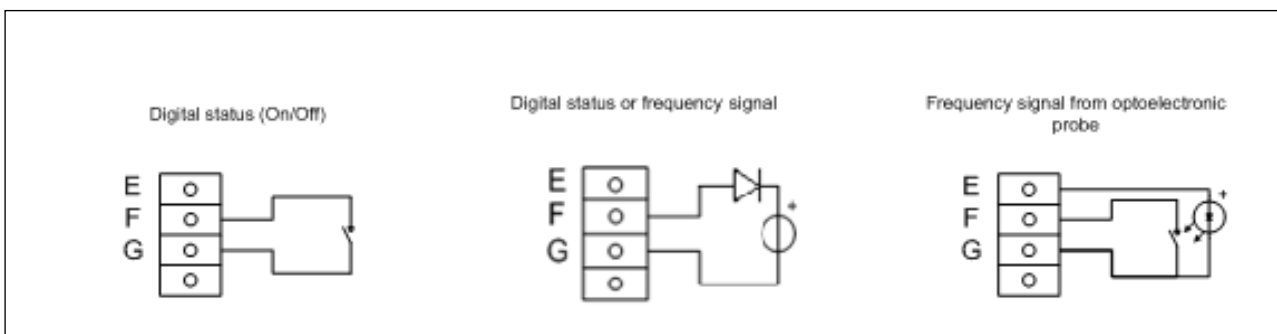 Digital status (On/Off)
E
F
G
Digital status or frequency signal
E
F
G
+
Frequency signal from optoelectronic
probe
E
F
G
+